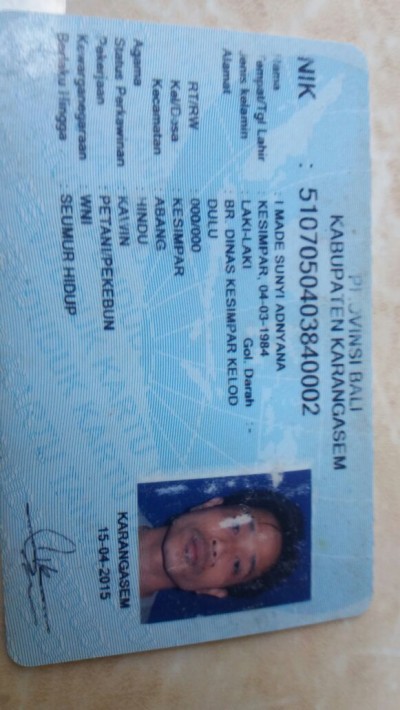 PROVINSI BALI
KABUPATEN KARANGASEM
NIK : 5107050403840002
Nama : I MADE SUNYI ADNYANA
Tempat/Tgl Lahir : KESIMPAR, 04-03-1984
Jenis kelamin : LAKI-LAKI Gol. Darah : -
Alamat : BR. DINAS KESIMPAR KELOD
DULU
RT/RW : 000/000
Kel/Desa : KESIMPAR
Kecamatan : ABANG
Agama : HINDU
Status Perkawinan : KAWIN
Pekerjaan : PETANI/PEKEBUN
Kewarganegaraan : WNI
Berlaku Hingga : SEUMUR HIDUP
KARANGASEM
15-04-2015